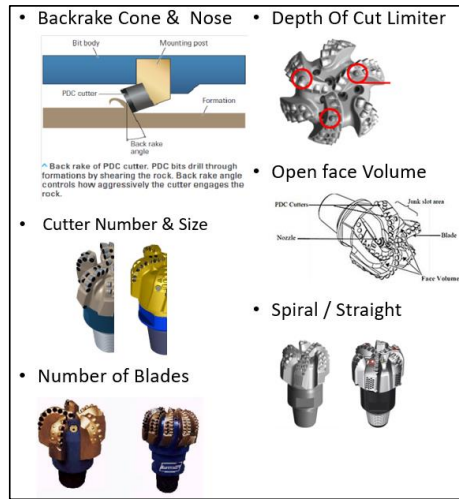 • Backrake Cone & Nose
Bit body
Mounting post
PDC cutter
Formation
Back rake
angle
^ Back rake of PDC cutter. PDC bits drill through
formations by shearing the rock. Back rake angle
controls how aggressively the cutter engages the
rock.
• Cutter Number & Size
• Number of Blades
• Depth Of Cut Limiter
• Open face Volume
PDC Cutters
Junk slot area
Nozzle
Blade
Face Volume
• Spiral / Straight